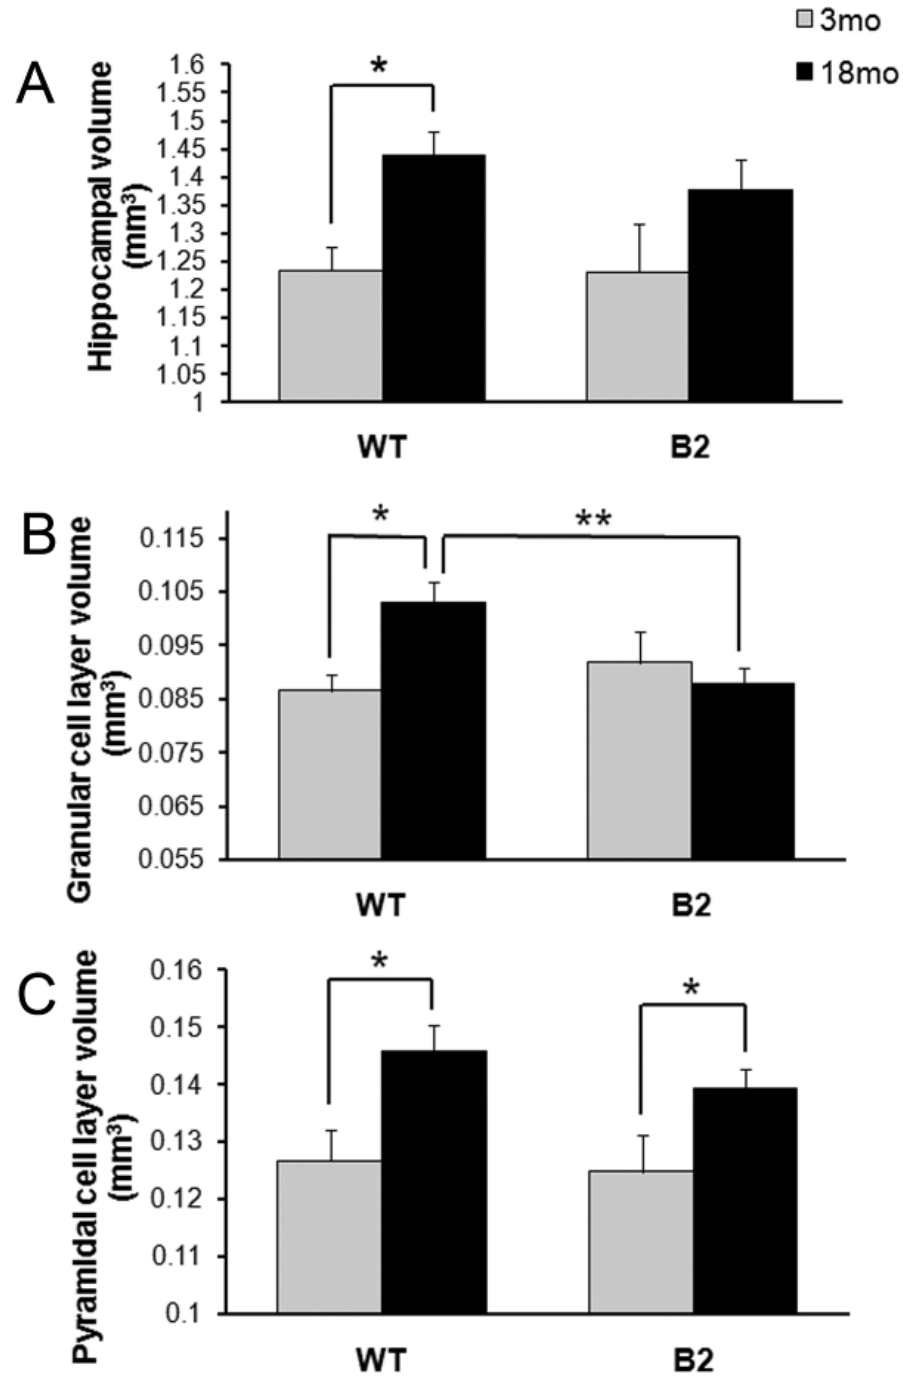 3mo
18mo
A
Hippocampal volume
(mm³)
1.6
1.55
1.5
1.45
1.4
1.35
1.3
1.25
1.2
1.15
1.1
1.05
1
*
WT
B2
B
Granular cell layer volume
(mm³)
0.115
0.105
0.095
0.085
0.075
0.065
0.055
*
**
WT
B2
C
Pyramidal cell layer volume
(mm³)
0.16
0.15
0.14
0.13
0.12
0.11
0.1
*
*
WT
B2